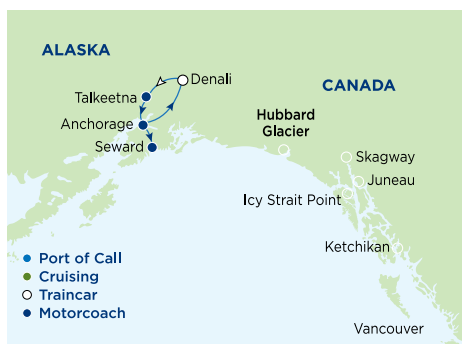 ALASKA
Denali
Talkeetna
CANADA
Anchorage
Hubbard
Glacier
Seward
Skagway
Juneau
Icy Strait Point
Ketchikan
Port of Call
Cruising
Traincar
Motorcoach
Vancouver